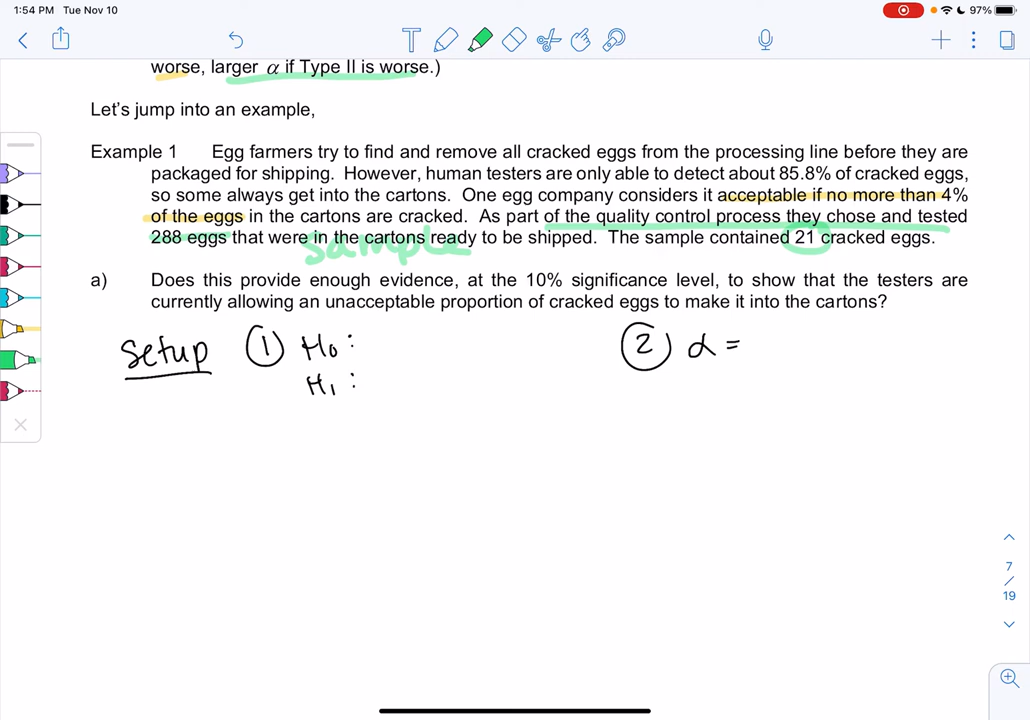 1:54 PM Tue Nov 10
97%
worse, larger α if Type II is worse.)
Let's jump into an example,
Example 1 Egg farmers try to find and remove all cracked eggs from the processing line before they are
packaged for shipping. However, human testers are only able to detect about 85.8% of cracked eggs,
so some always get into the cartons. One egg company considers it acceptable if no more than 4%
of the eggs in the cartons are cracked. As part of the quality control process they chose and tested
288 eggs that were in the cartons ready to be shipped. The sample contained 21 cracked eggs.
sample
a) Does this provide enough evidence, at the 10% significance level, to show that the testers are
currently allowing an unacceptable proportion of cracked eggs to make it into the cartons?
Setup ① H₀:
② α =
H₁:
7
/
19